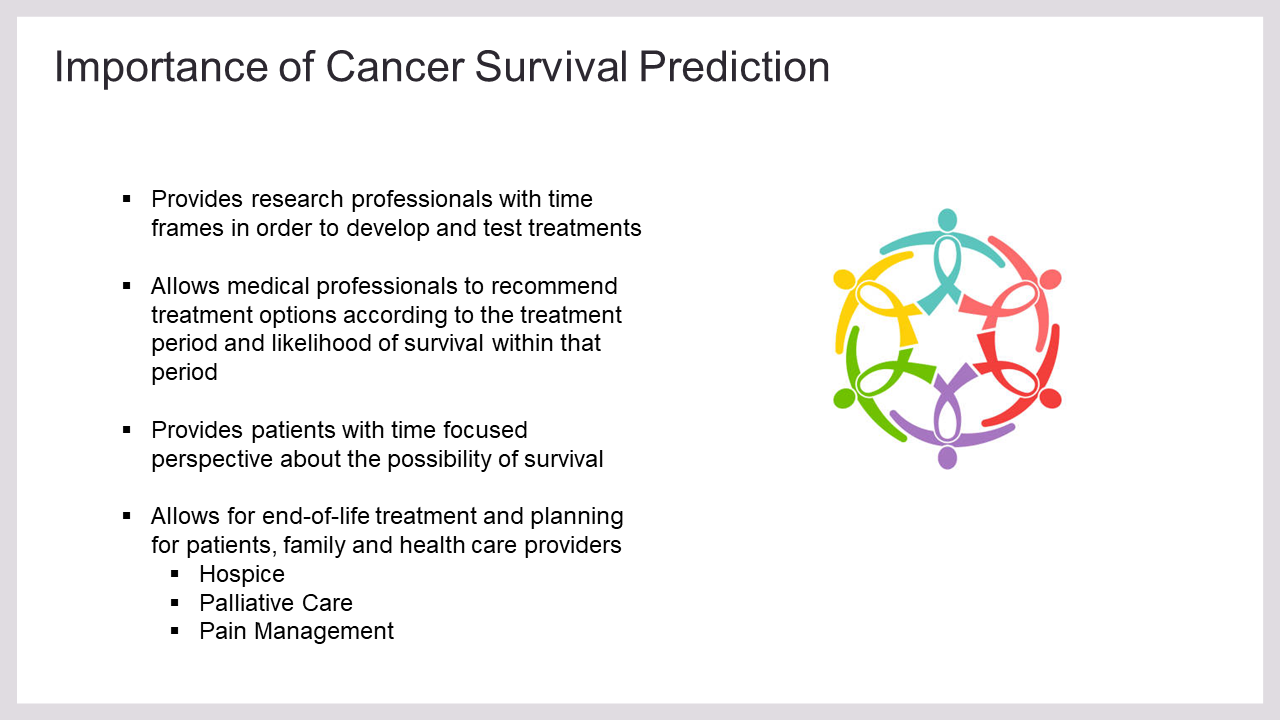 Importance of Cancer Survival Prediction
▪ Provides research professionals with time
frames in order to develop and test treatments
▪ Allows medical professionals to recommend
treatment options according to the treatment
period and likelihood of survival within that
period
▪ Provides patients with time focused
perspective about the possibility of survival
▪ Allows for end-of-life treatment and planning
for patients, family and health care providers
▪ Hospice
▪ Palliative Care
▪ Pain Management